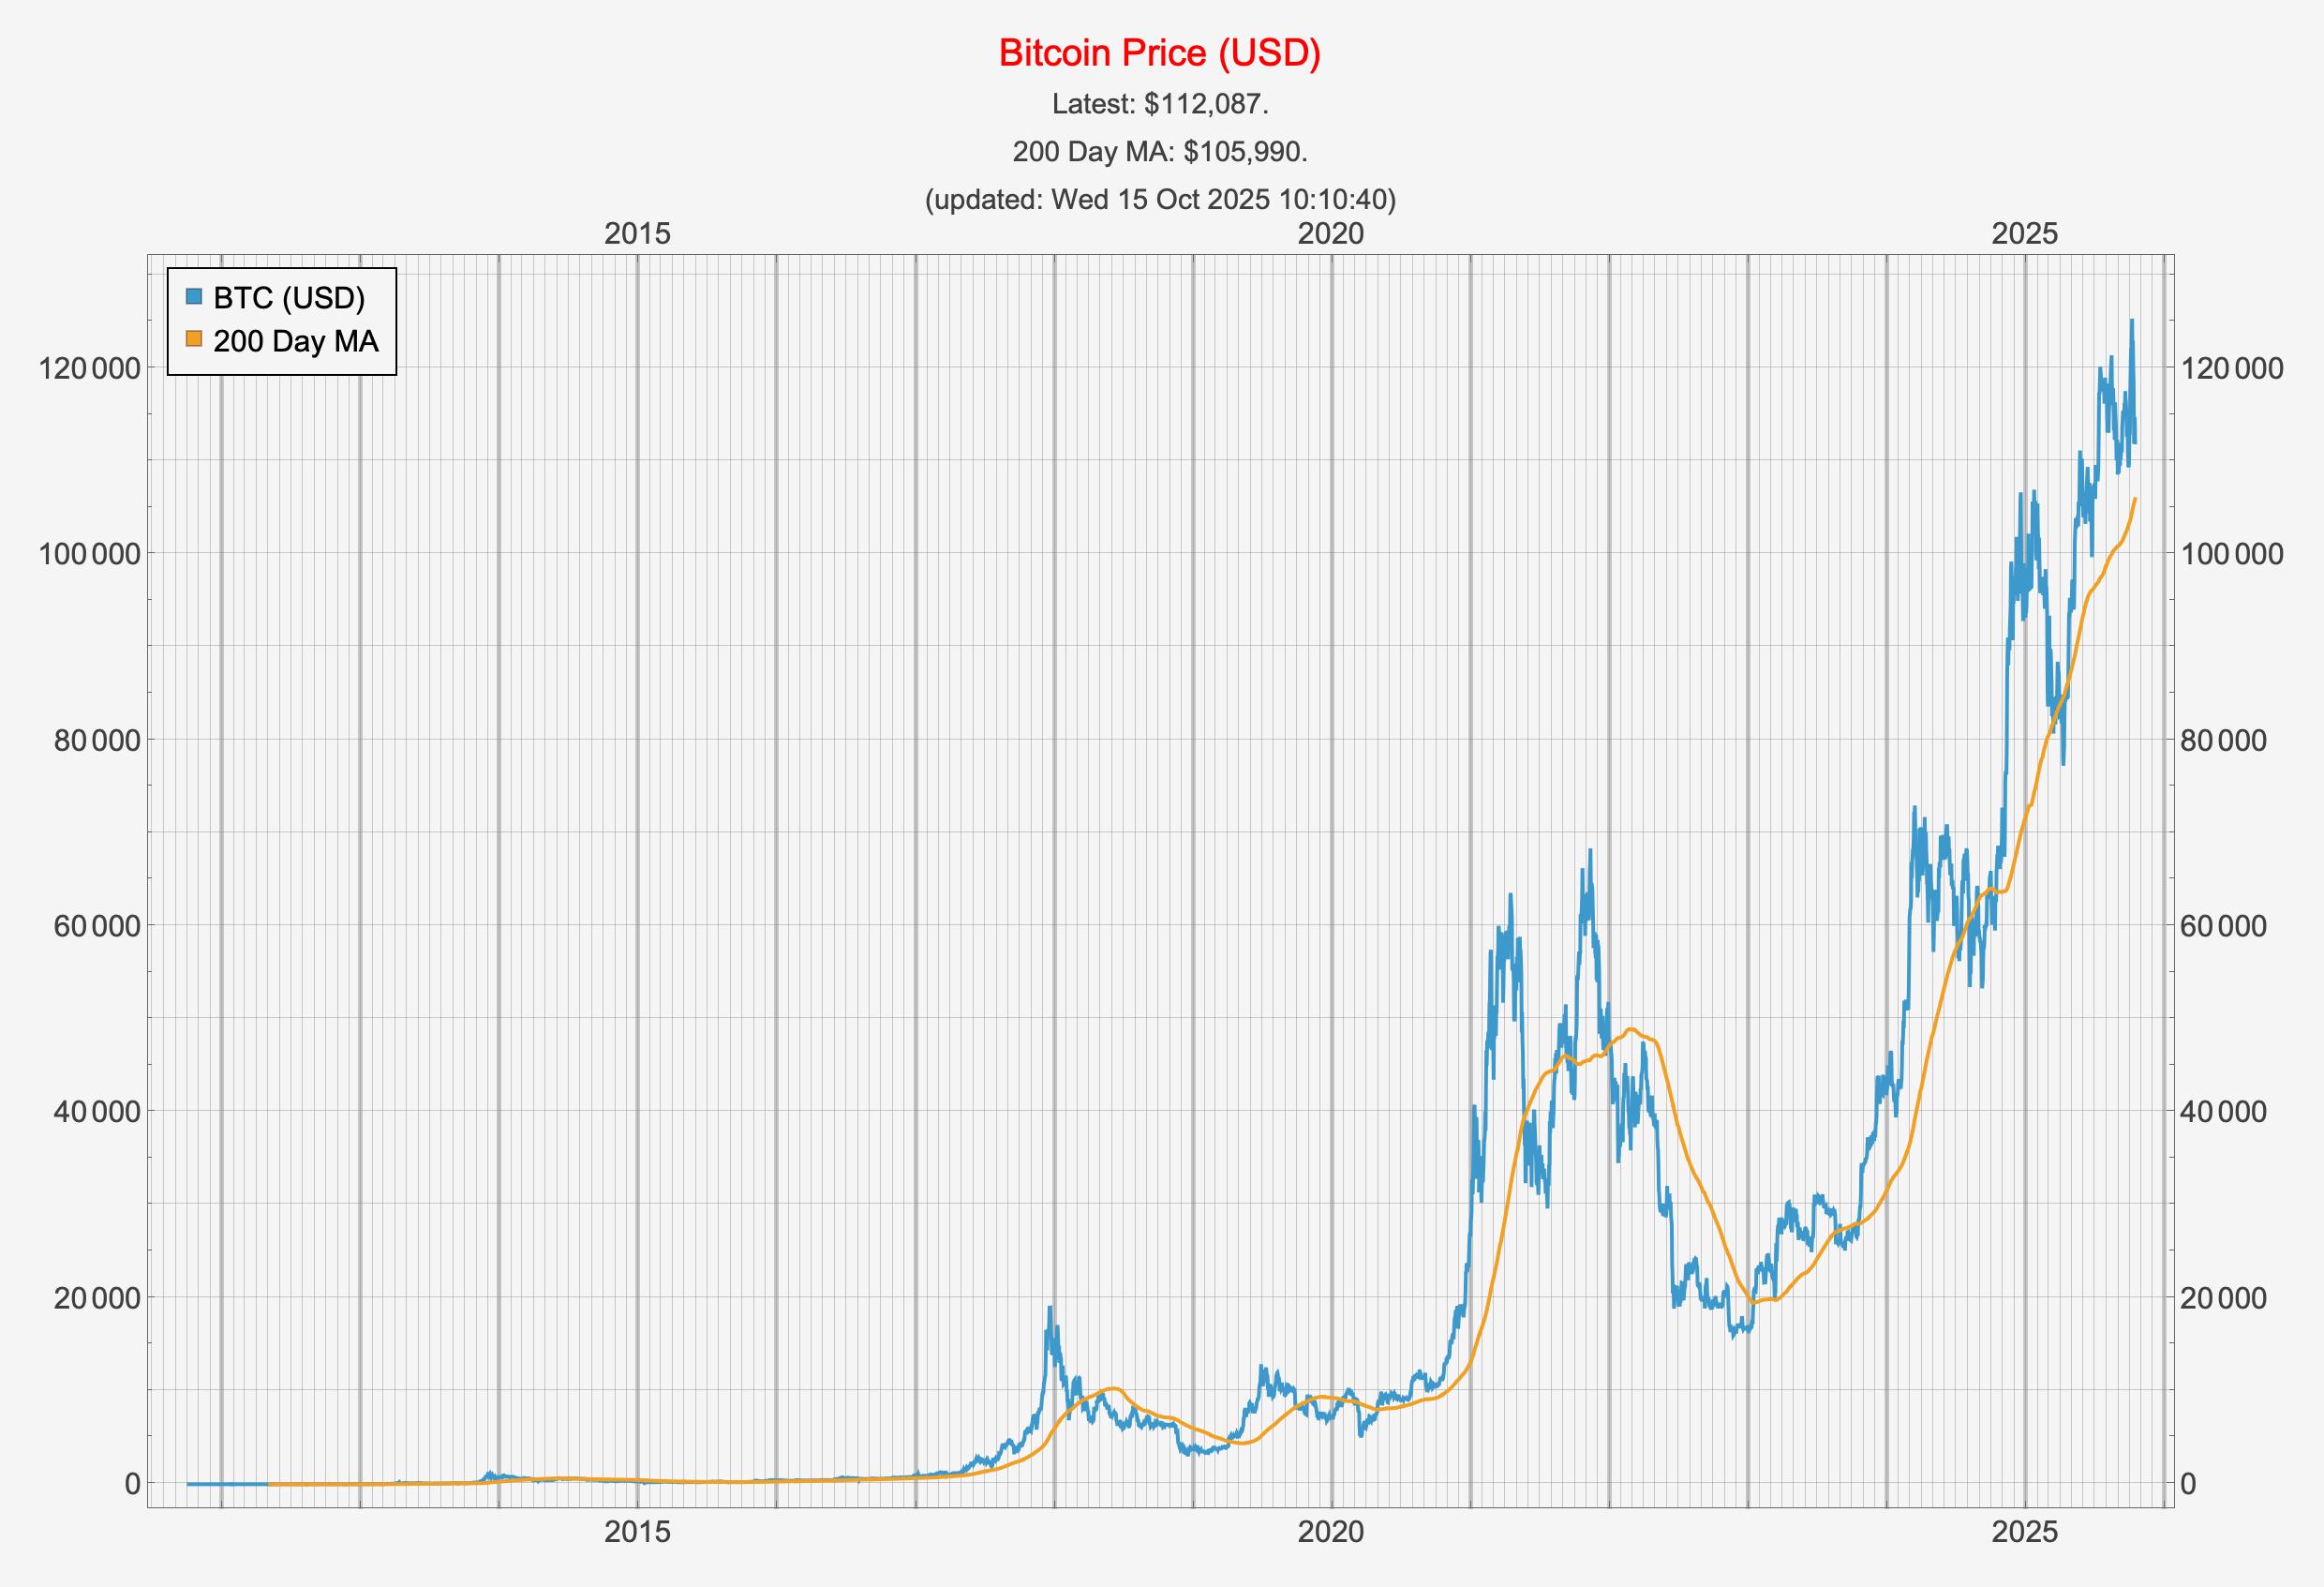 Bitcoin Price (USD)
Latest: $112,087.
200 Day MA: $105,990.
(updated: Wed 15 Oct 2025 10:10:40)
2015 2020 2025
BTC (USD)
200 Day MA
120 000 120 000
100 000 100 000
80 000 80 000
60 000 60 000
40 000 40 000
20 000 20 000
0 0
2015 2020 2025